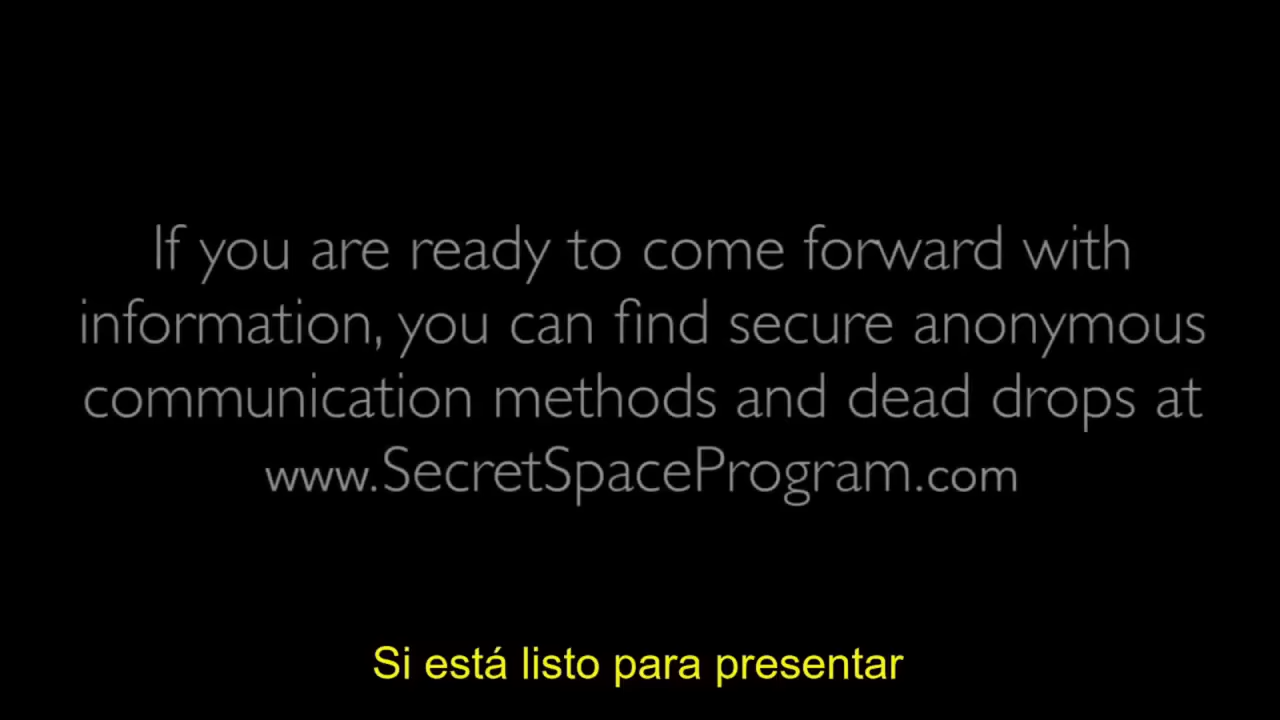 If you are ready to come forward with
information, you can find secure anonymous
communication methods and dead drops at
www.SecretSpaceProgram.com
Si está listo para presentar